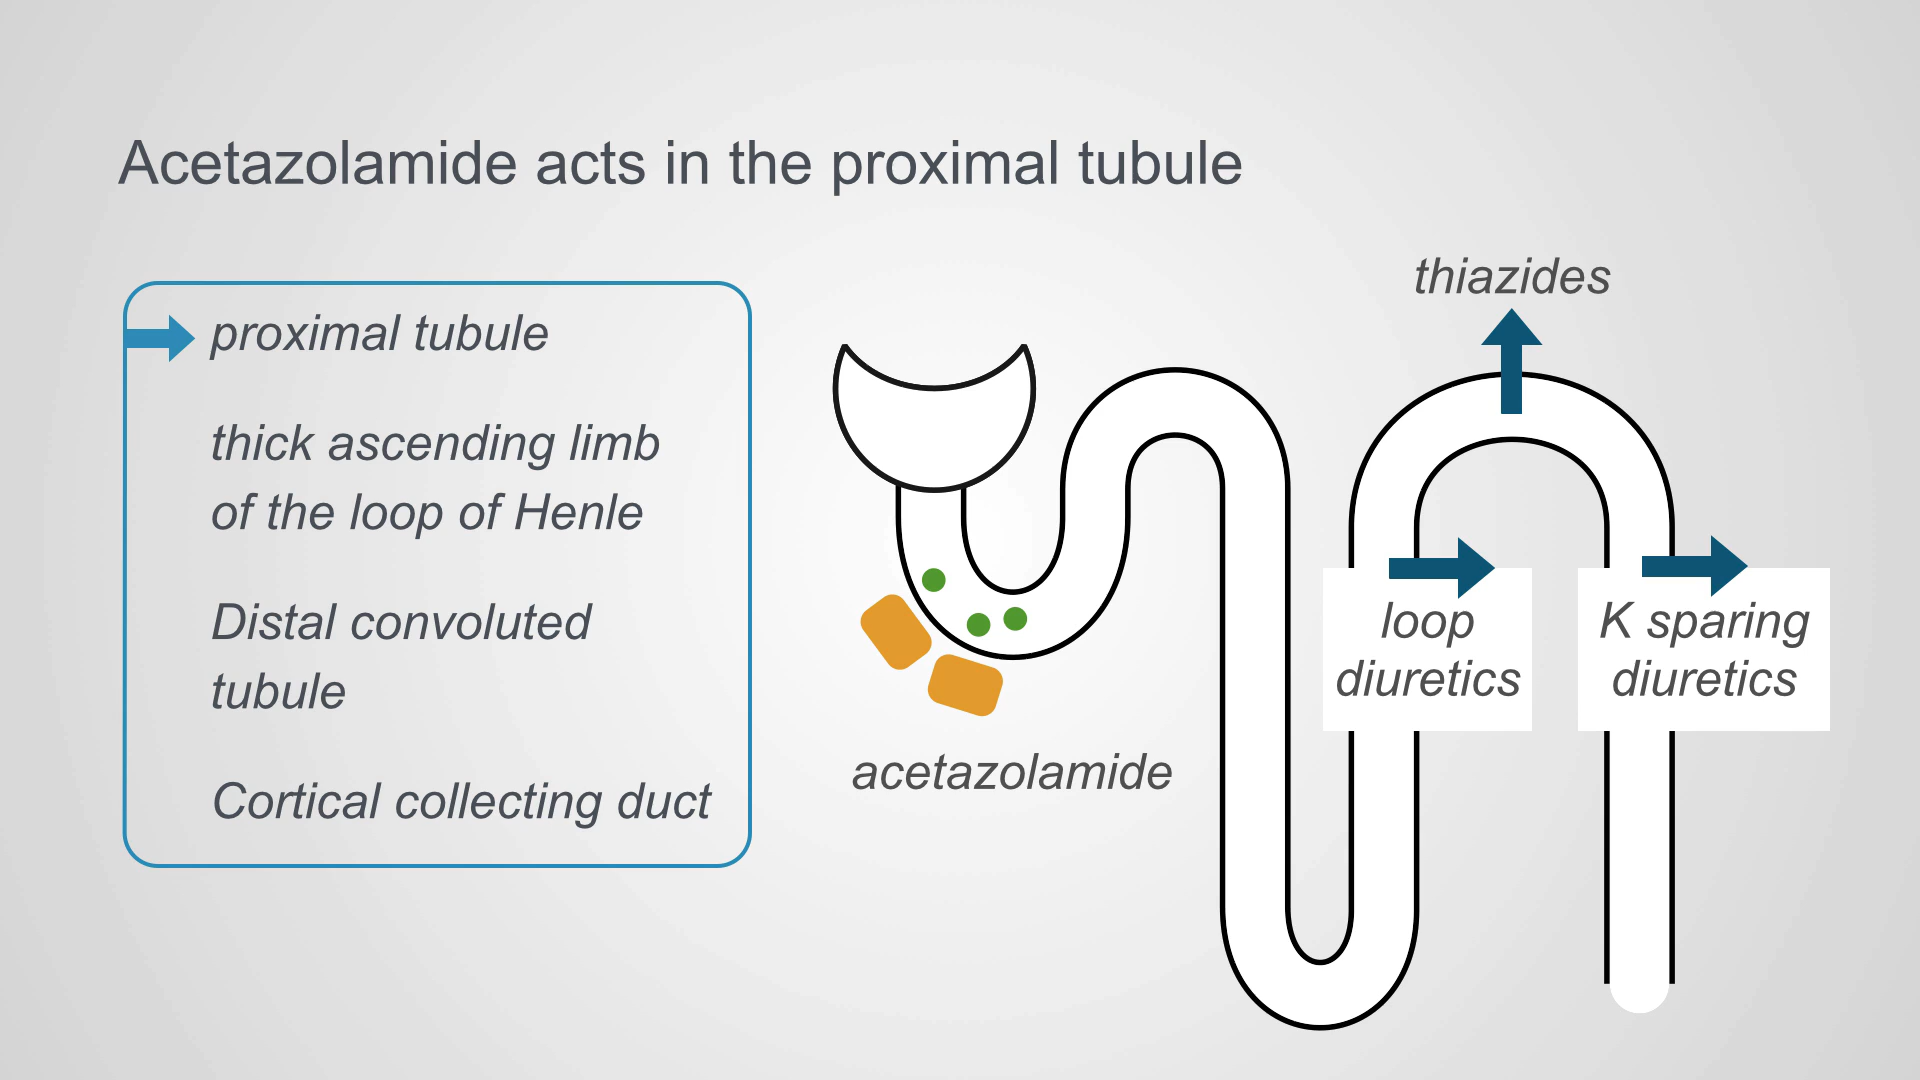 Acetazolamide acts in the proximal tubule
proximal tubule
thick ascending limb
of the loop of Henle
Distal convoluted
tubule
Cortical collecting duct
acetazolamide
thiazides
loop
diuretics
K sparing
diuretics